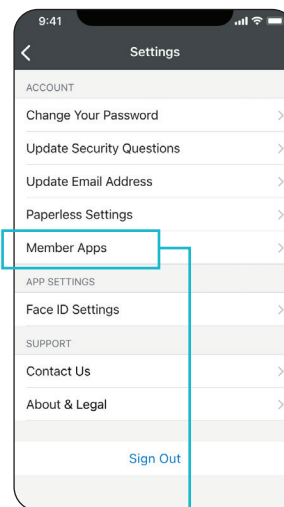 9:41
Settings
ACCOUNT
Change Your Password
Update Security Questions
Update Email Address
Paperless Settings
Member Apps
APP SETTINGS
Face ID Settings
SUPPORT
Contact Us
About & Legal
Sign Out